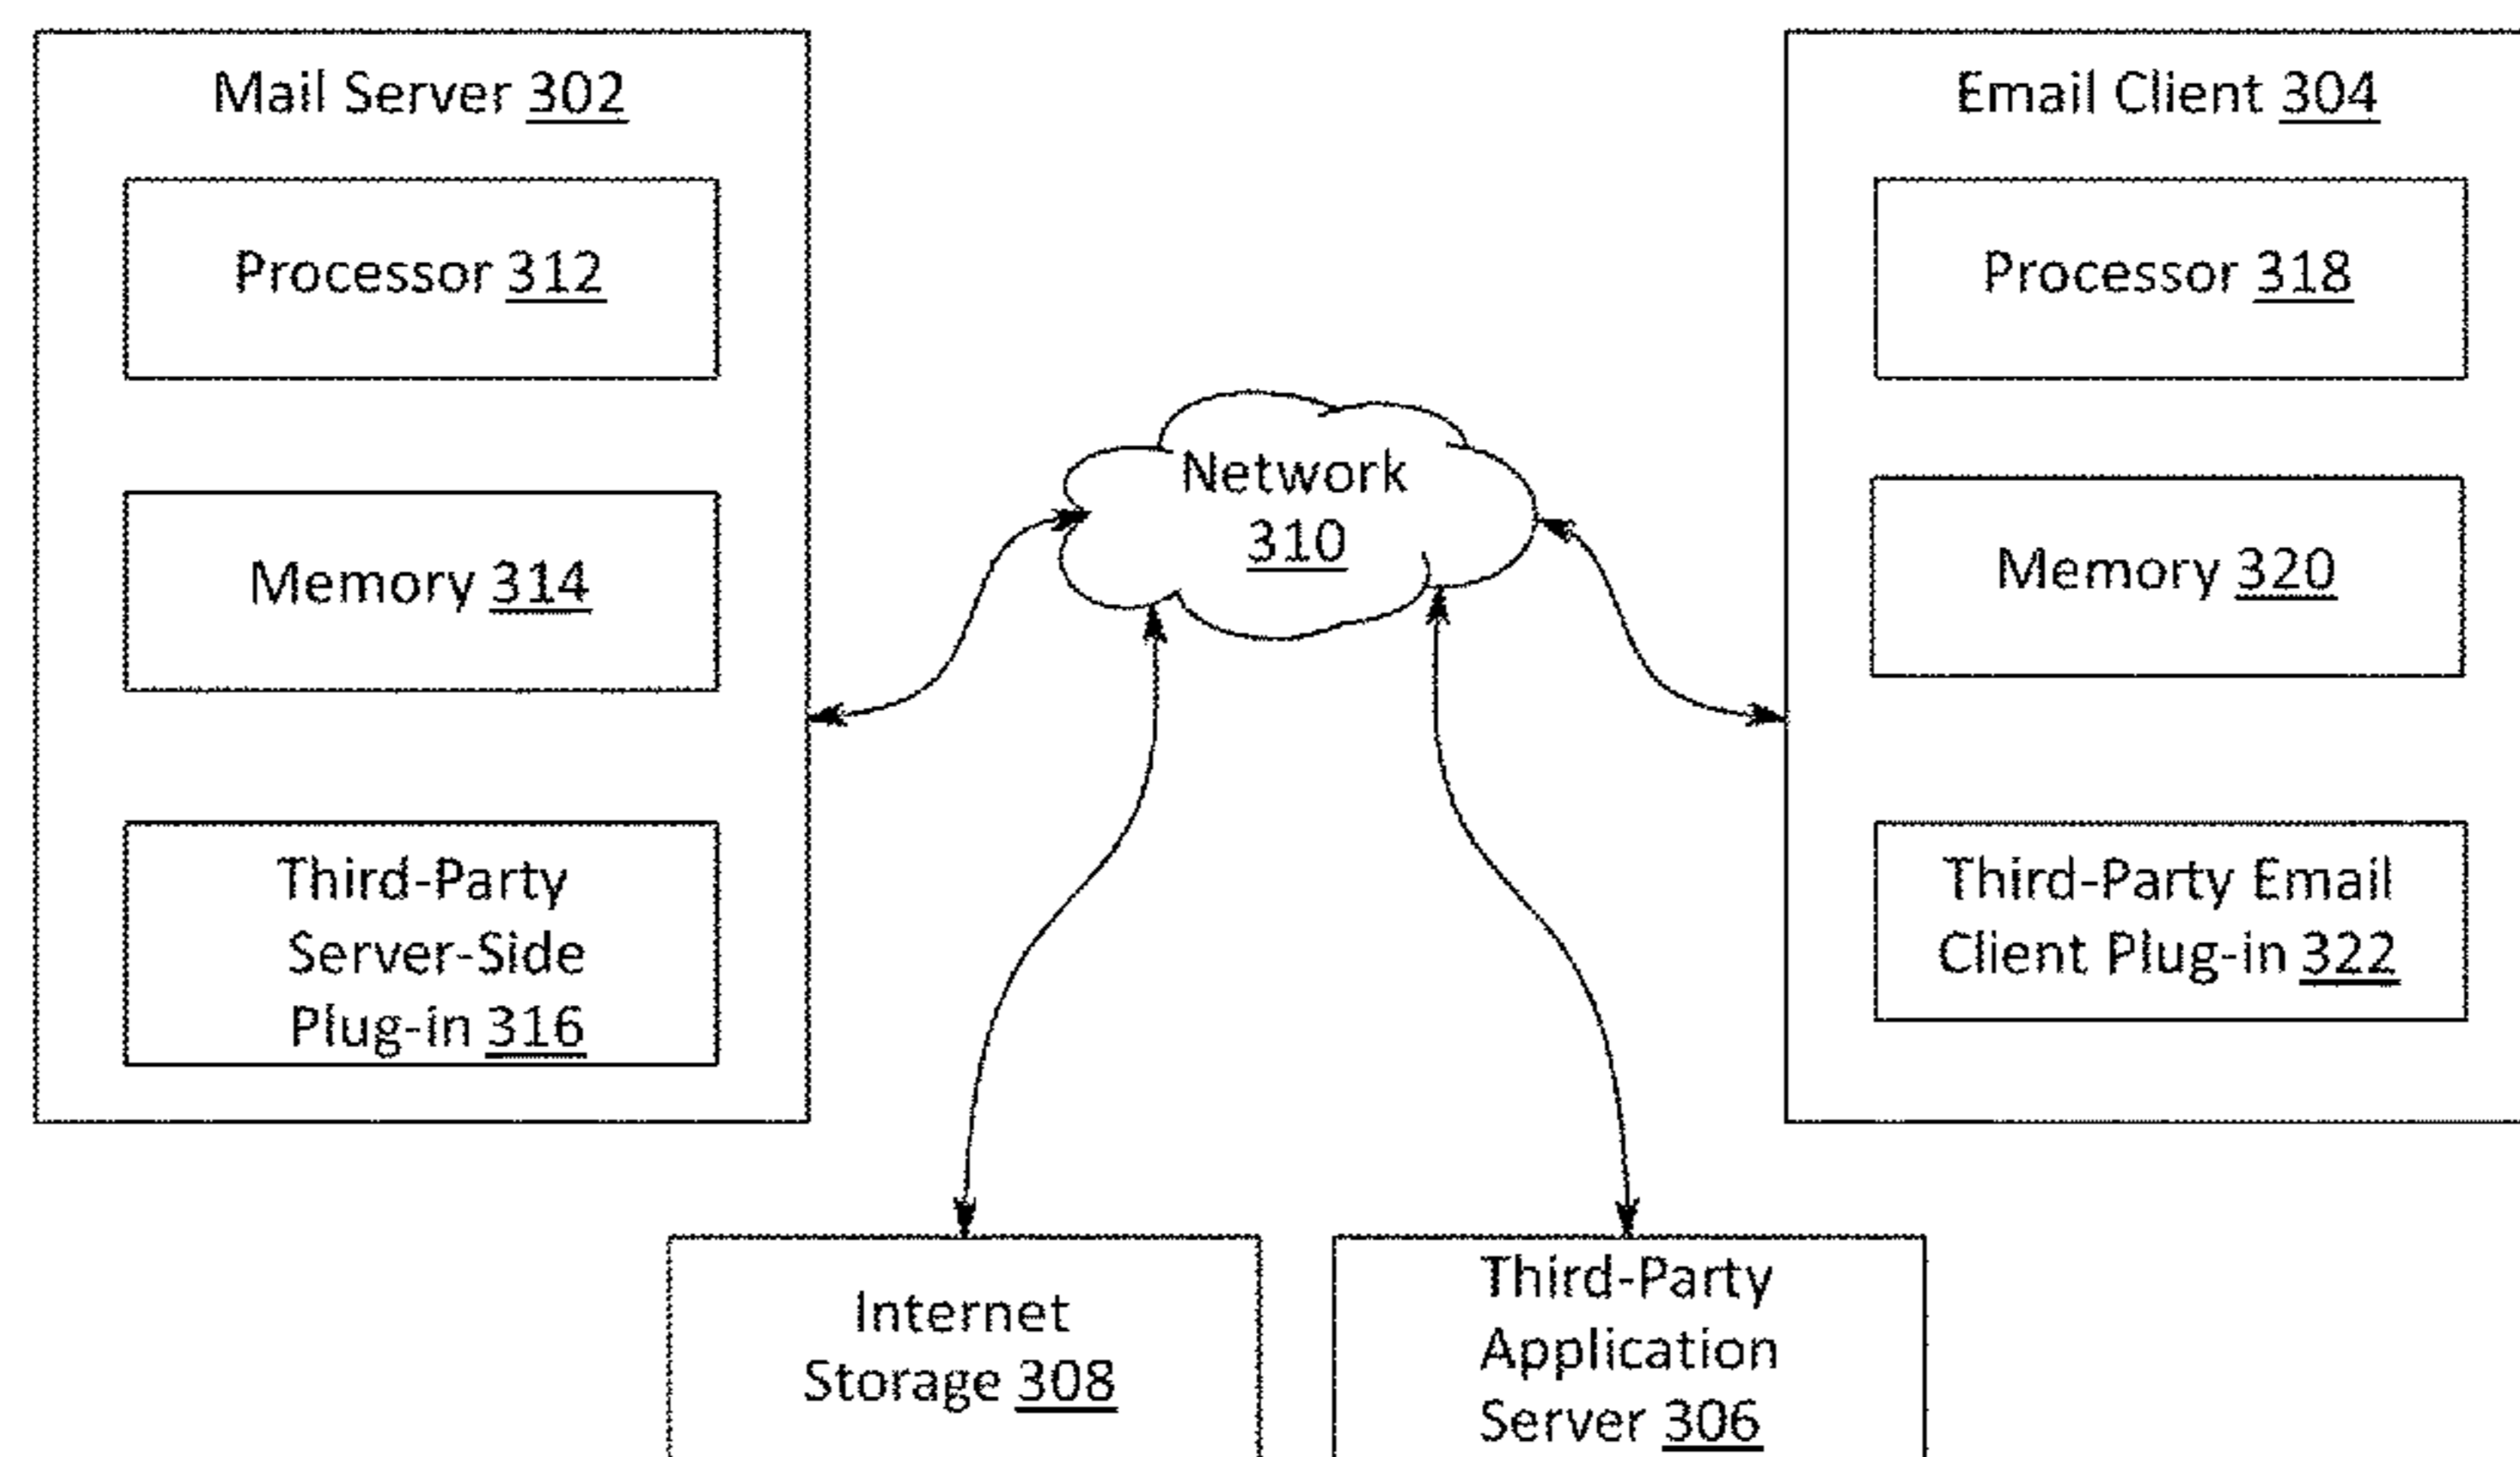 Mail Server 302
Processor 312
Memory 314
Third-Party
Server-Side
Plug-in 316
Network
310
Email Client 304
Processor 318
Memory 320
Third-Party Email
Client Plug-in 322
Internet
Storage 308
Third-Party
Application
Server 306